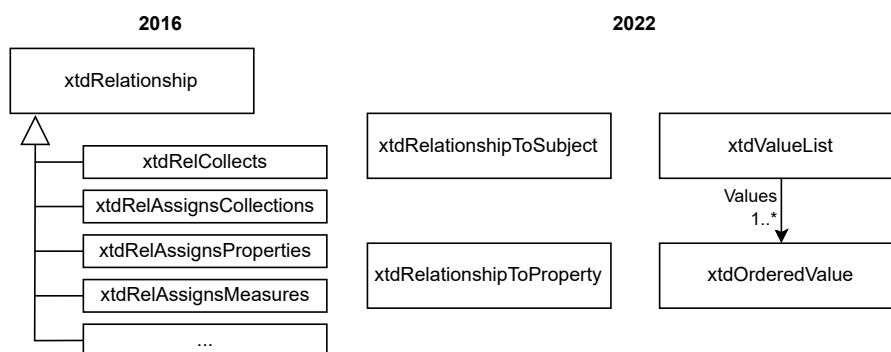 2016
2022
xtdRelationship
xtdRelCollects
xtdRelAssignsCollections
xtdRelAssignsProperties
xtdRelAssignsMeasures
...
xtdRelationshipToSubject
xtdRelationshipToProperty
xtdValueList
Values
1..*
xtdOrderedValue